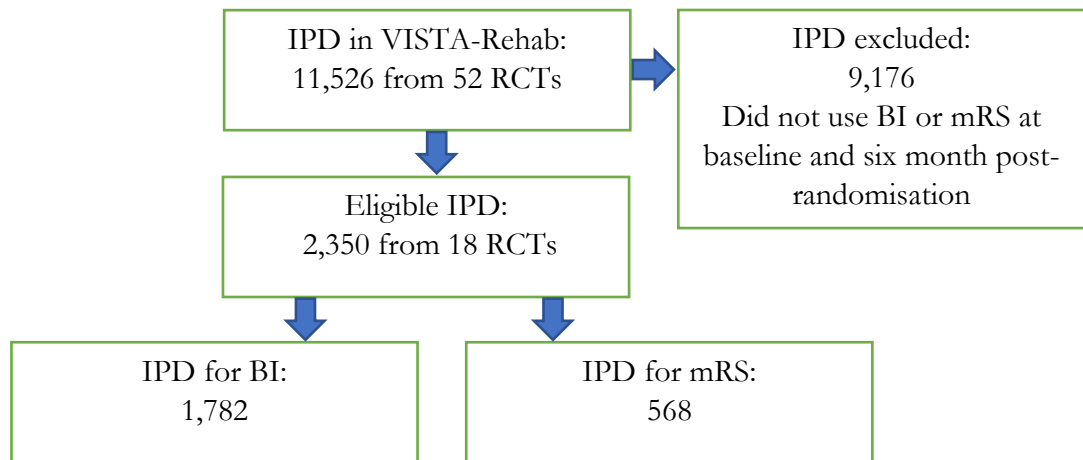 IPD in VISTA-Rehab:
11,526 from 52 RCTs
IPD excluded:
9,176
Did not use BI or mRS at
baseline and six month post-
randomisation
Eligible IPD:
2,350 from 18 RCTs
IPD for BI:
1,782
IPD for mRS:
568